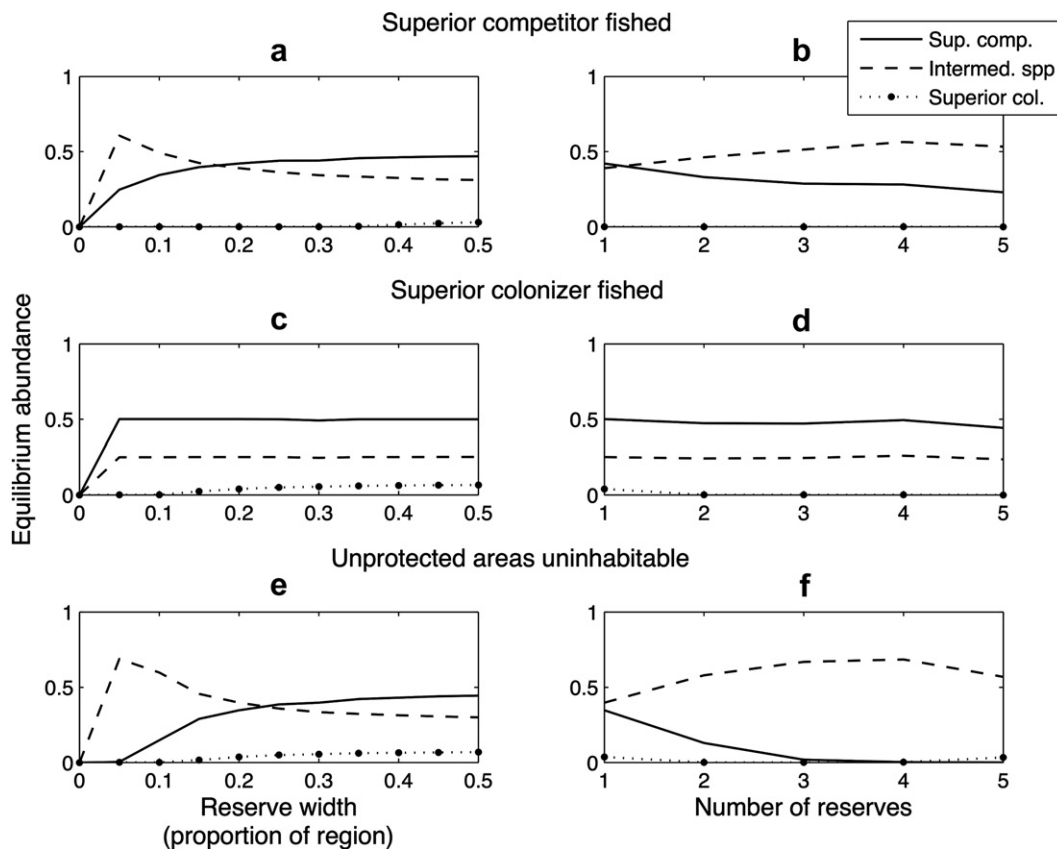 Superior competitor fished
a
b
Sup. comp.
Intermed. spp
Superior col.
1
0.5
0
0 0.1 0.2 0.3 0.4 0.5
1
0.5
0
1 2 3 4 5
Superior colonizer fished
c
d
Equilibrium abundance
1
0.5
0
0 0.1 0.2 0.3 0.4 0.5
1
0.5
0
1 2 3 4 5
Unprotected areas uninhabitable
e
f
1
0.5
0
0 0.1 0.2 0.3 0.4 0.5
1
0.5
0
1 2 3 4 5
Reserve width
(proportion of region)
Number of reserves